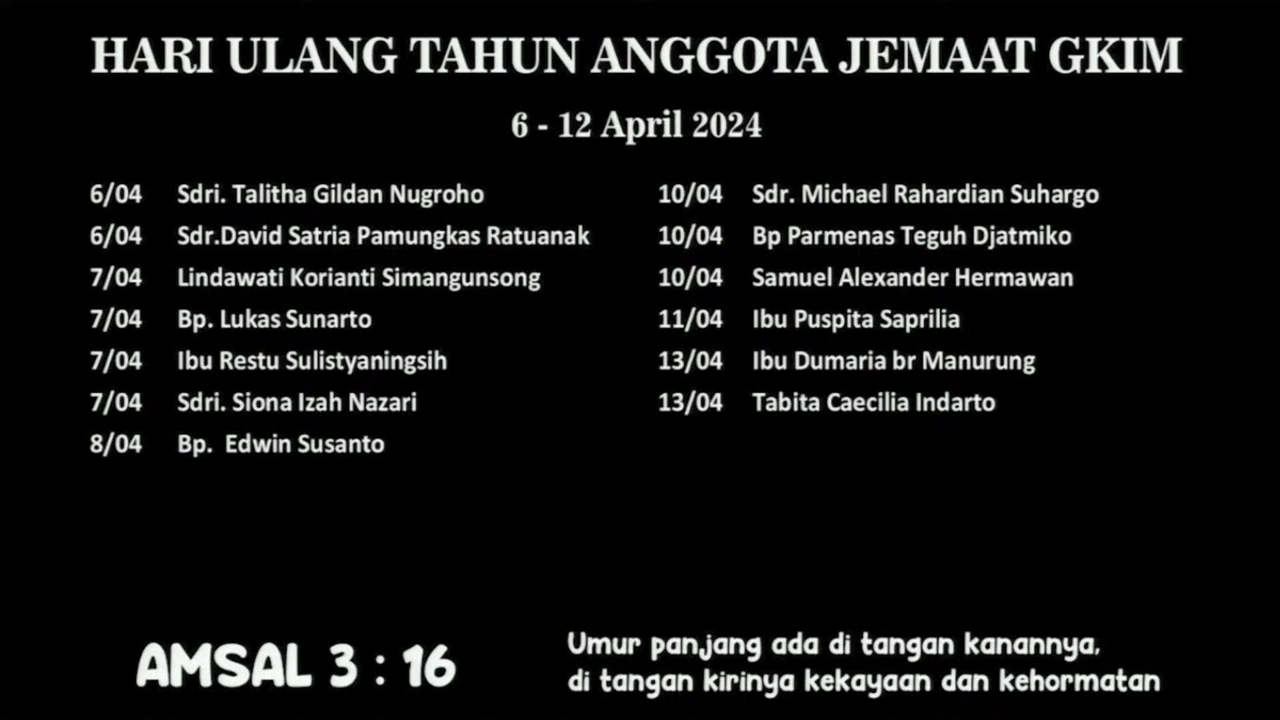 HARI ULANG TAHUN ANGGOTA JEMAAT GKIM
6 - 12 April 2024
6/04 Sdri. Talitha Gildan Nugroho
6/04 Sdr.David Satria Pamungkas Ratuanak
7/04 Lindawati Korianti Simangunsong
7/04 Bp. Lukas Sunarto
7/04 Ibu Restu Sulistyaningsih
7/04 Sdri. Siona Izah Nazari
8/04 Bp. Edwin Susanto
10/04 Sdr. Michael Rahardian Suhargo
10/04 Bp Parmenas Teguh Djatmiko
10/04 Samuel Alexander Hermawan
11/04 Ibu Puspita Saprilia
13/04 Ibu Dumaria br Manurung
13/04 Tabita Caecilia Indarto
AMSAL 3 : 16
Umur panjang ada di tangan kanannya,
di tangan kirinya kekayaan dan kehormatan